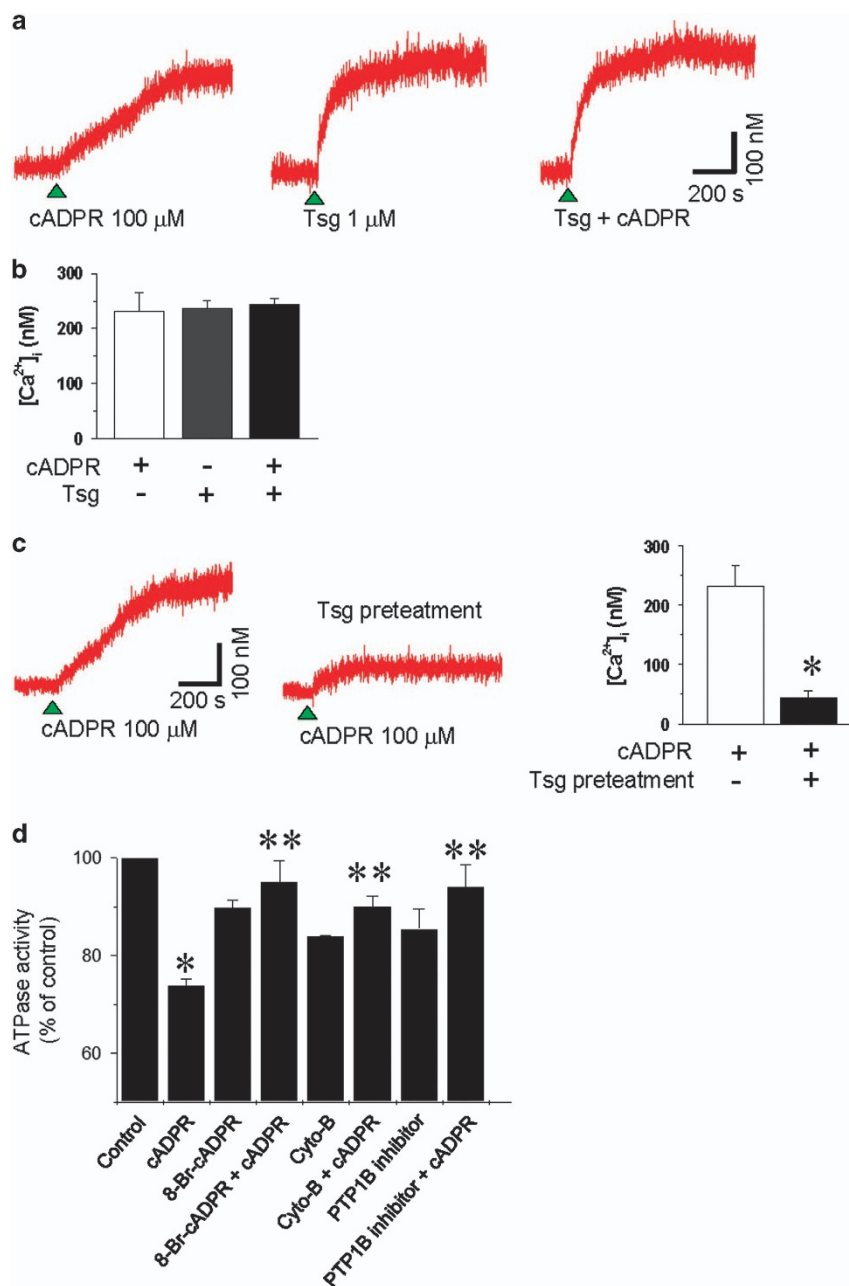 a
cADPR 100 μM
Tsg 1 μM
Tsg + cADPR
200 s
100 nM
b
[Ca²⁺]ᵢ (nM)
300
200
100
0
cADPR + - +
Tsg - + +
c
Tsg pretreatment
200 s
100 nM
cADPR 100 μM
cADPR 100 μM
[Ca²⁺]ᵢ (nM)
300
200
100
0
*
cADPR + +
Tsg pretreatment - +
d
ATPase activity
(% of control)
100
80
60
*
**
**
**
Control
cADPR
8-Br-cADPR
8-Br-cADPR + cADPR
Cyto-B
Cyto-B + cADPR
PTP1B inhibitor
PTP1B inhibitor + cADPR